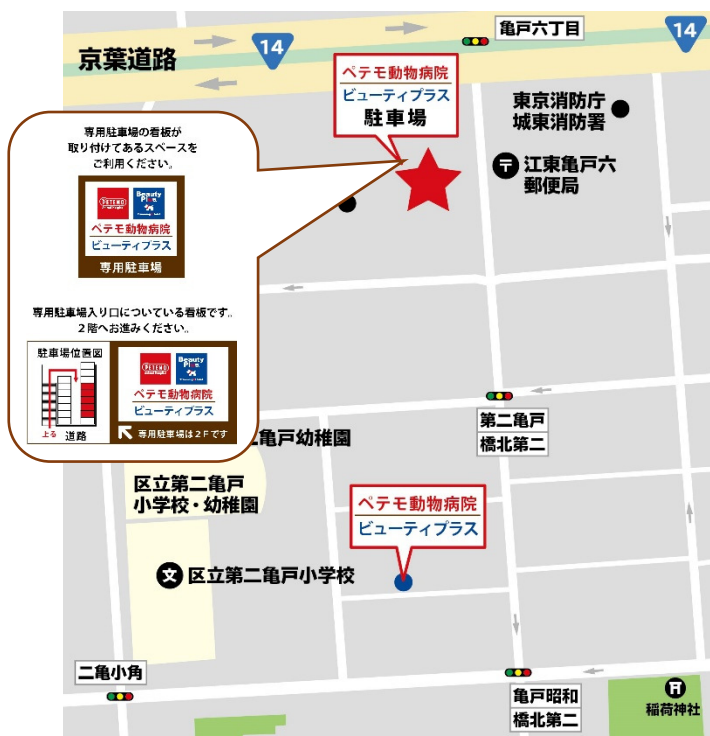 亀戸六丁目
14
京葉道路
14
ペテモ動物病院
ビューティプラス
駐車場
東京消防庁
城東消防署
江東亀戸六
郵便局
専用駐車場の看板が
取り付けてあるスペースを
ご利用ください。
PETEMO
Beauty
Plus
ペテモ動物病院
ビューティプラス
専用駐車場
専用駐車場入り口についている看板です。
２階へお進みください。
駐車場位置図
上る
道路
PETEMO
Beauty
Plus
ペテモ動物病院
ビューティプラス
専用駐車場は２Fです
第二亀戸
橋北第二
亀戸幼稚園
区立第二亀戸
小学校・幼稚園
ペテモ動物病院
ビューティプラス
文
区立第二亀戸小学校
二亀小角
亀戸昭和
橋北第二
稲荷神社